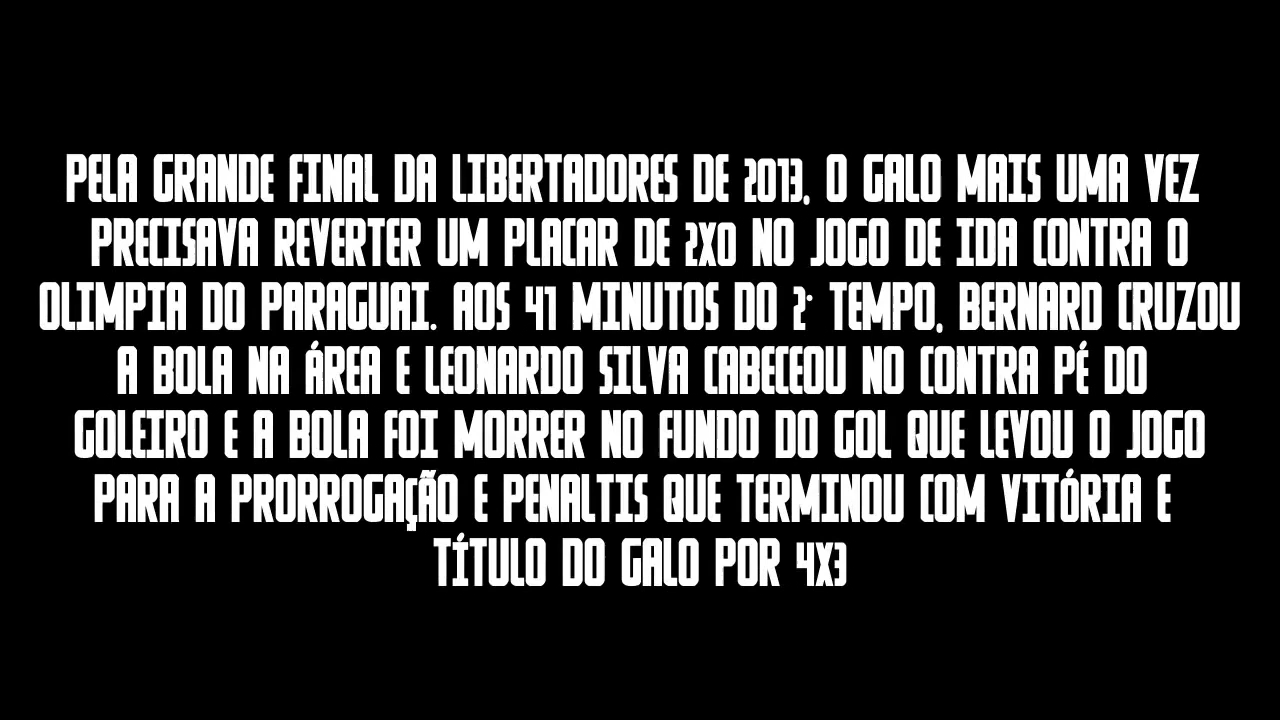 PELA GRANDE FINAL DA LIBERTADORES DE 2013, O GALO MAIS UMA VEZ
PRECISAVA REVERTER UM PLACAR DE 2X0 NO JOGO DE IDA CONTRA O
OLIMPIA DO PARAGUAI. AOS 41 MINUTOS DO 2° TEMPO, BERNARD CRUZOU
A BOLA NA ÁREA E LEONARDO SILVA CABECEOU NO CONTRA PÉ DO
GOLEIRO E A BOLA FOI MORRER NO FUNDO DO GOL QUE LEVOU O JOGO
PARA A PRORROGAÇÃO E PENALTIS QUE TERMINOU COM VITÓRIA E
TÍTULO DO GALO POR 4X3